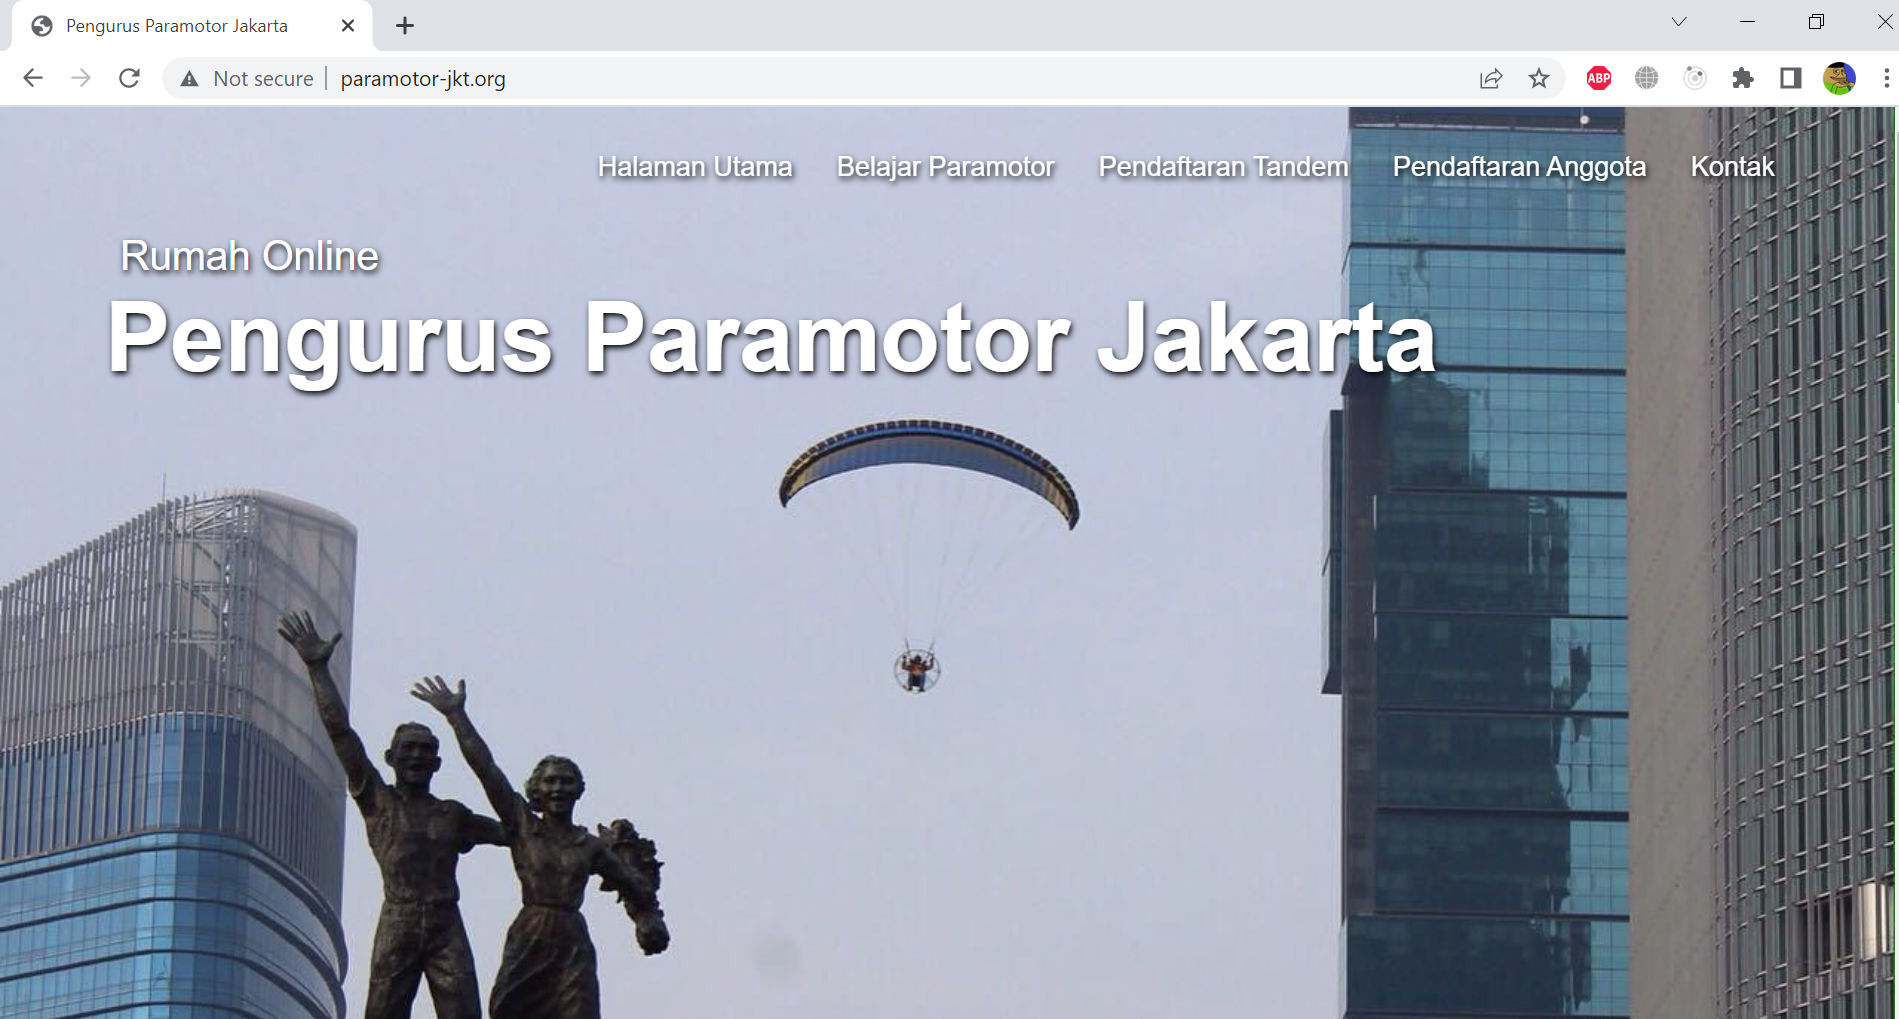 Pengurus Paramotor Jakarta
Not secure
paramotor-jkt.org
ABP
Halaman Utama
Belajar Paramotor
Pendaftaran Tandem
Pendaftaran Anggota
Kontak
Rumah Online
Pengurus Paramotor Jakarta